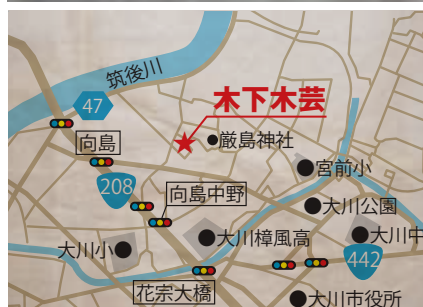 筑後川
47
木下木芸
向島
厳島神社
宮前小
208
向島中野
大川公園
大川小
大川樟風高
大川中
442
花宗大橋
大川市役所